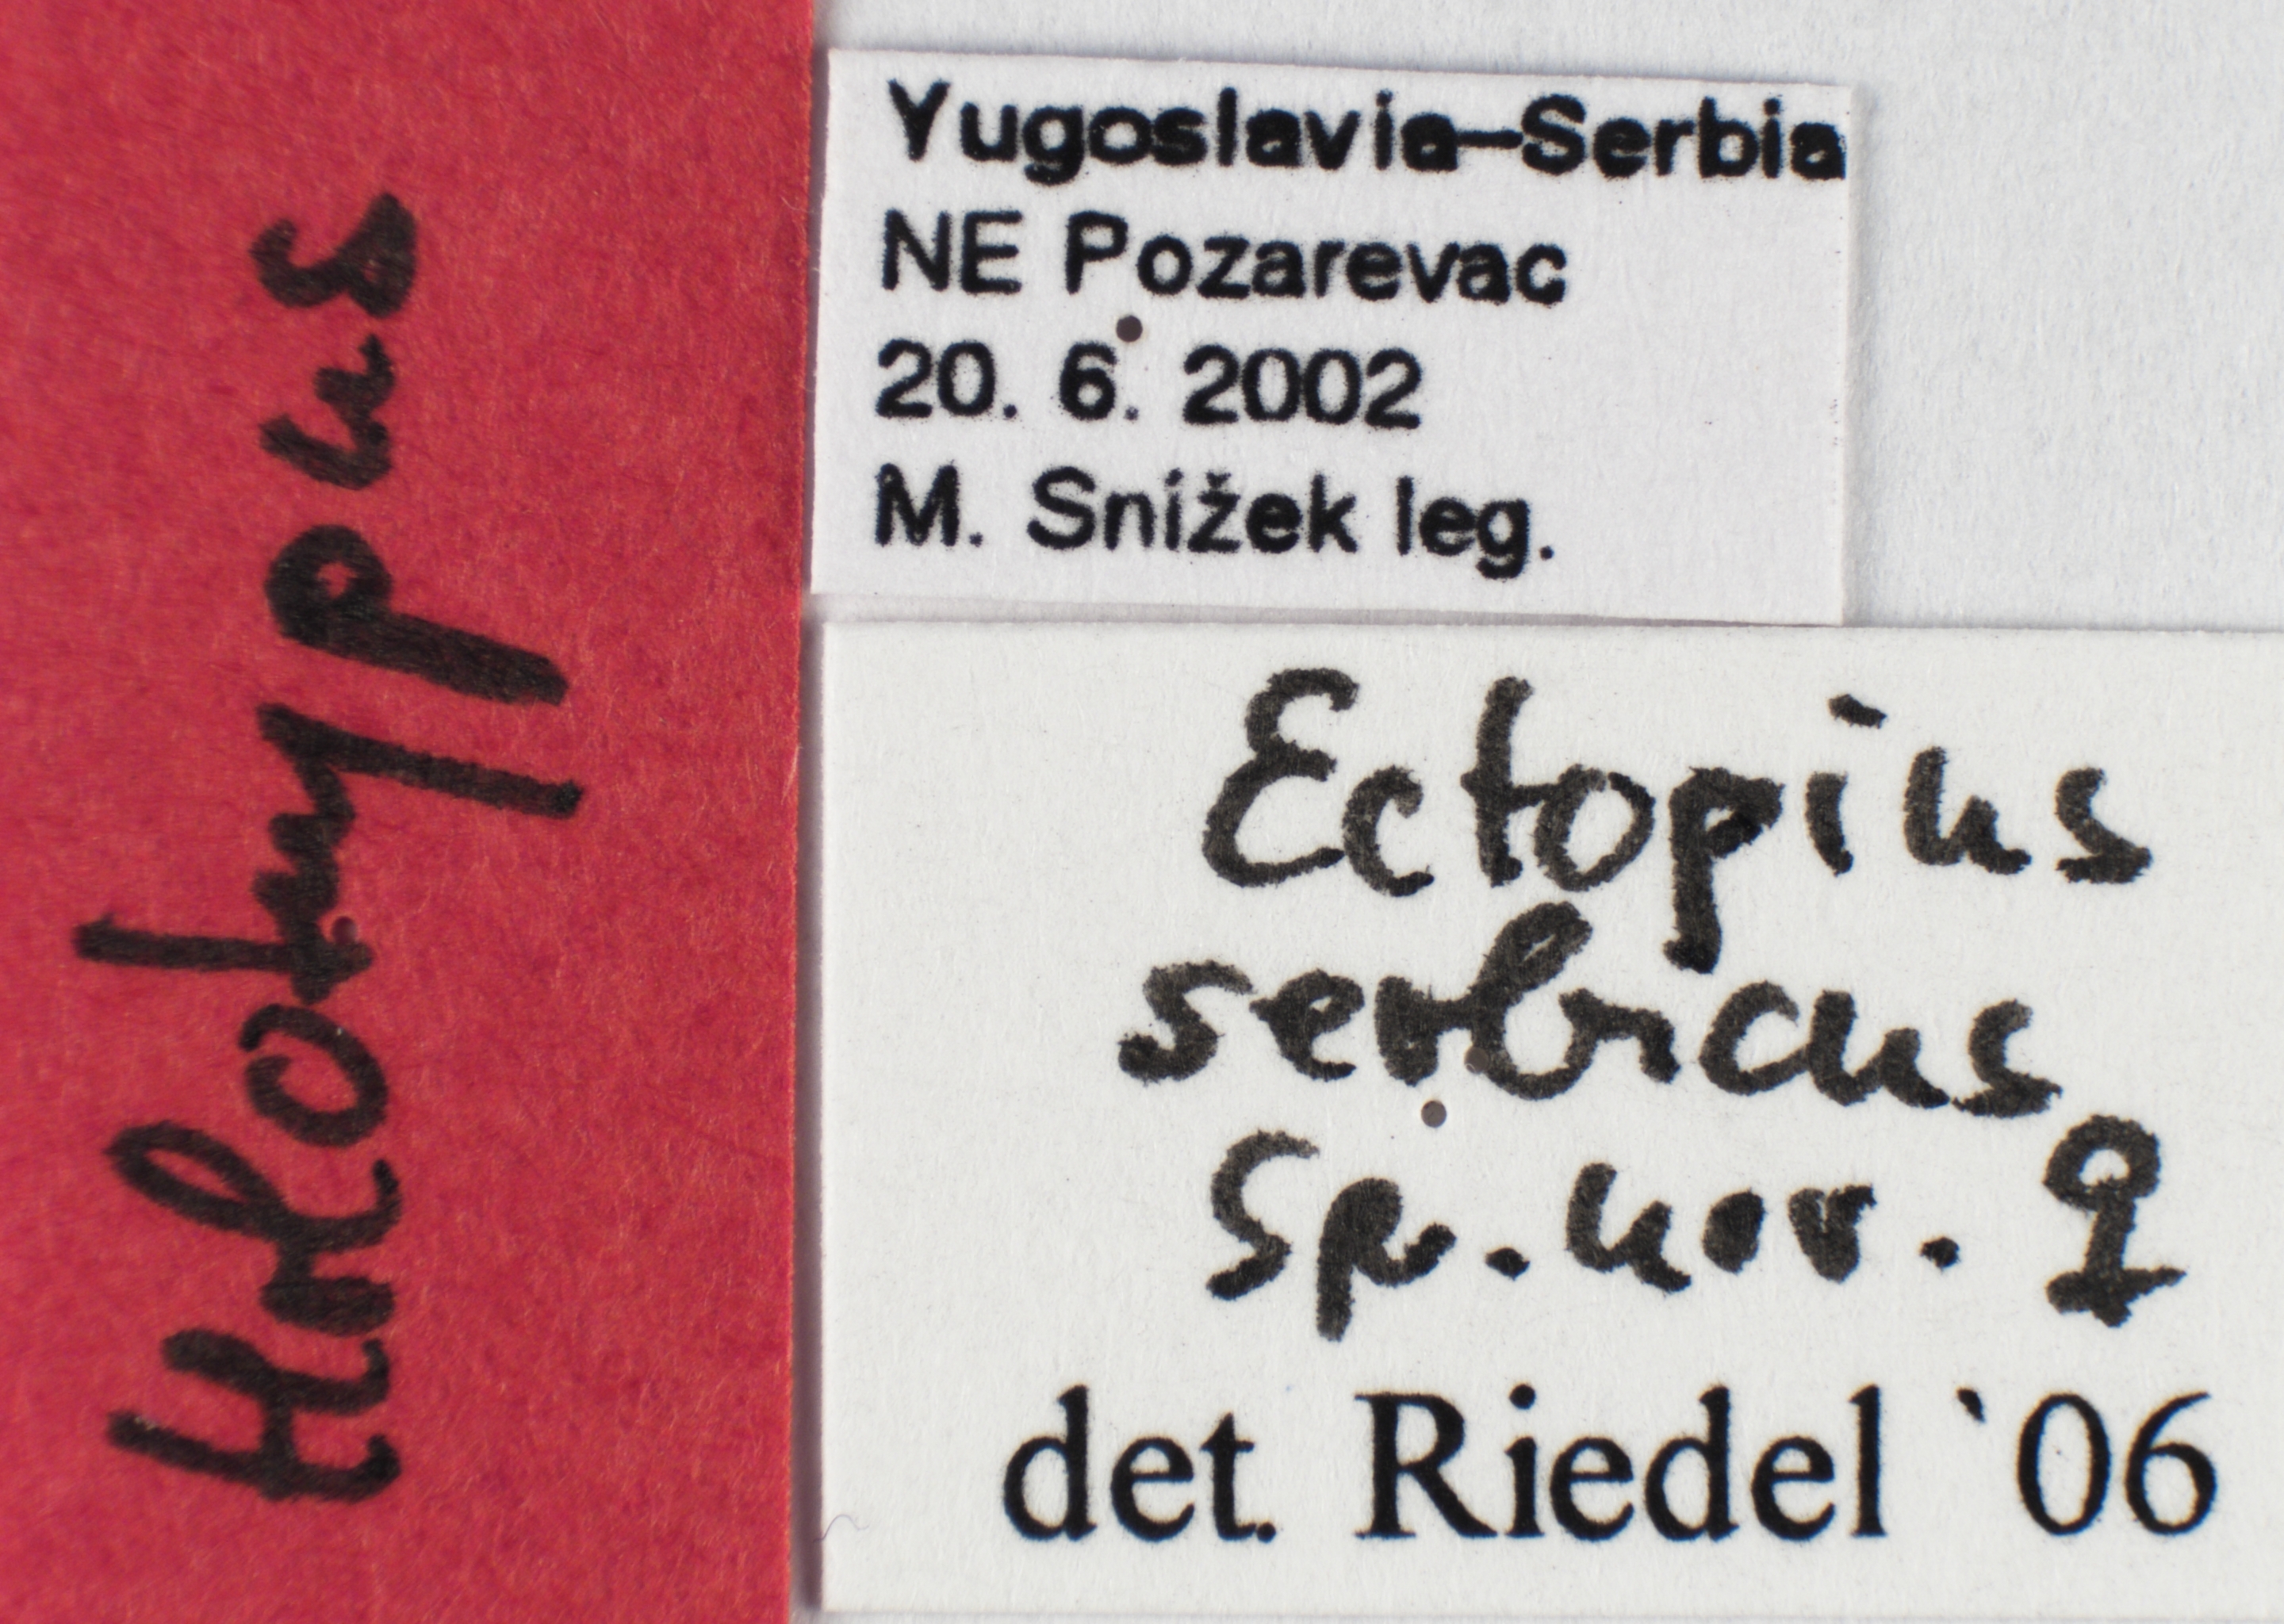 Holotypus
Yugoslavia-Serbia
NE Pozarevac
20. 6. 2002
M. Snížek leg.
Ectopius
serbicus
Sp. nov. ♀
det. Riedel `06